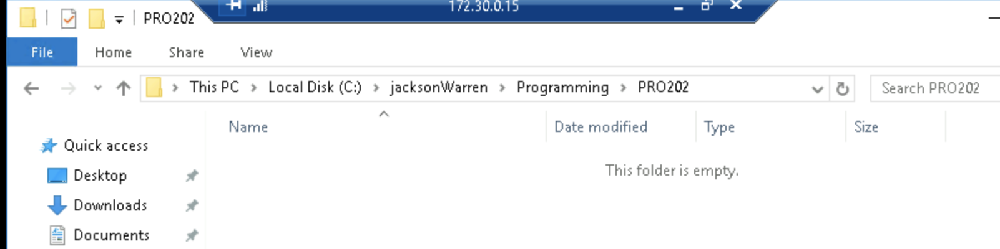 172.30.0.15
PRO202
File Home Share View
This PC Local Disk (C:) jacksonWarren Programming PRO202 Search PRO202
Name Date modified Type Size
Quick access
This folder is empty.
Desktop
Downloads
Documents